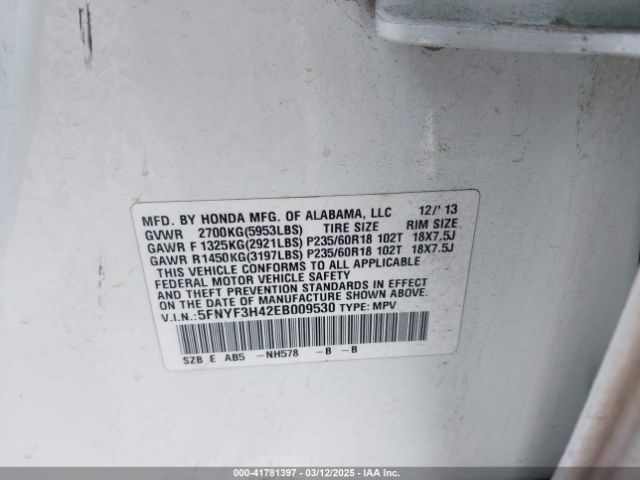 MFD. BY HONDA MFG. OF ALABAMA, LLC 12/'13
GVWR 2700KG(5953LBS) TIRE SIZE RIM SIZE
GAWR F 1325KG(2921LBS) P235/60R18 102T 18X7.5J
GAWR R 1450KG(3197LBS) P235/60R18 102T 18X7.5J
THIS VEHICLE CONFORMS TO ALL APPLICABLE
FEDERAL MOTOR VEHICLE SAFETY
AND THEFT PREVENTION STANDARDS IN EFFECT
ON THE DATE OF MANUFACTURE SHOWN ABOVE.
V.I.N.: 5FNYF3H42EB009530 TYPE: MPV
SZB E AB5 -NH578 -B -B
000-41781397 - 03/12/2025 - IAA Inc.